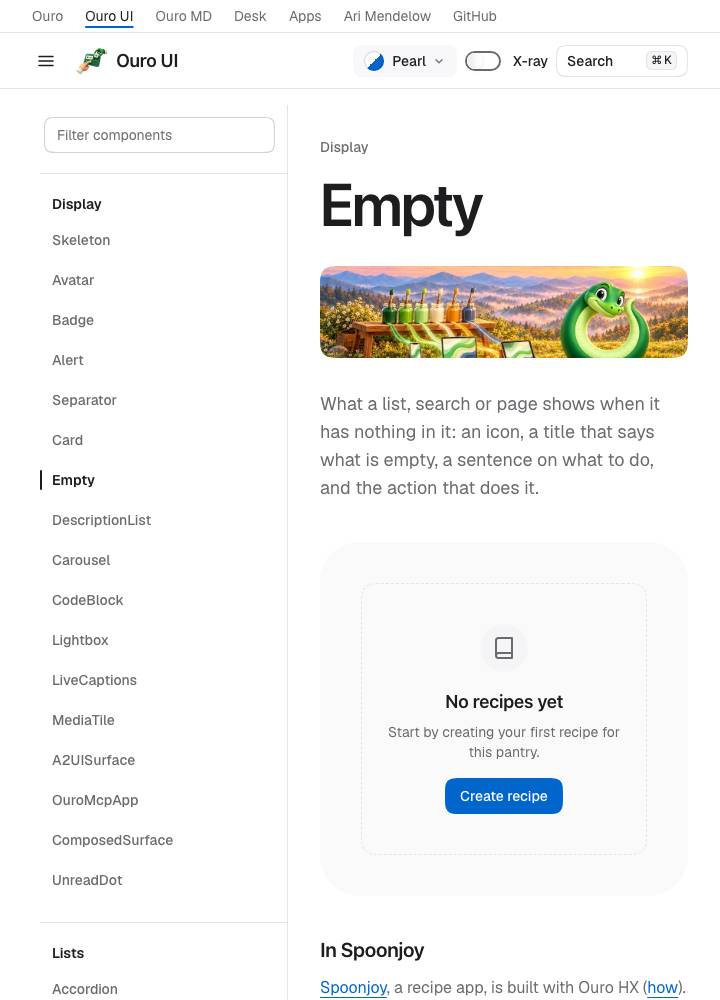 Ouro Ouro UI Ouro MD Desk Apps Ari Mendelow GitHub
Ouro UI Pearl X-ray Search ⌘ K
Filter components
Display
Skeleton
Avatar
Badge
Alert
Separator
Card
Empty
DescriptionList
Carousel
CodeBlock
Lightbox
LiveCaptions
MediaTile
A2UISurface
OuroMcpApp
ComposedSurface
UnreadDot
Lists
Accordion
Display
Empty
What a list, search or page shows when it
has nothing in it: an icon, a title that says
what is empty, a sentence on what to do,
and the action that does it.
No recipes yet
Start by creating your first recipe for
this pantry.
Create recipe
In Spoonjoy
Spoonjoy, a recipe app, is built with Ouro HX (how).